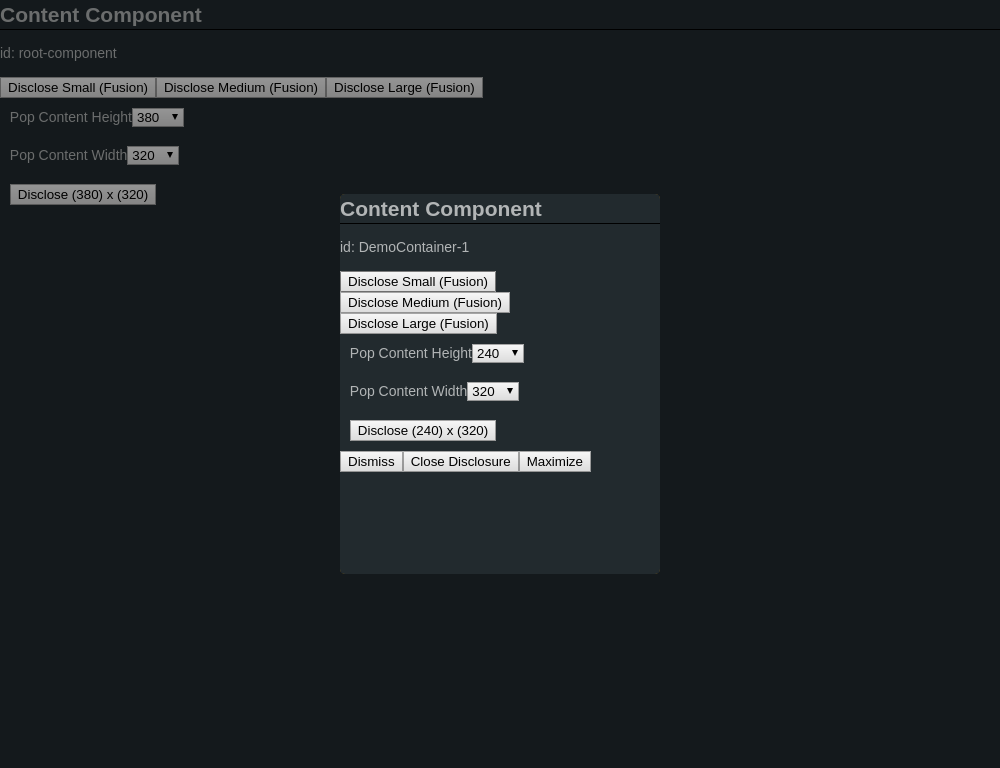 Content Component
id: root-component
Disclose Small (Fusion) Disclose Medium (Fusion) Disclose Large (Fusion)
Pop Content Height 380
Pop Content Width 320
Disclose (380) x (320)
Content Component
id: DemoContainer-1
Disclose Small (Fusion)
Disclose Medium (Fusion)
Disclose Large (Fusion)
Pop Content Height 240
Pop Content Width 320
Disclose (240) x (320)
Dismiss Close Disclosure Maximize